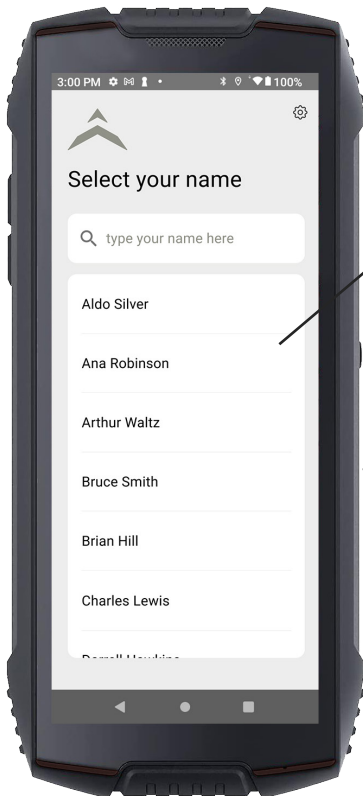 3:00 PM 100%
Select your name
type your name here
Aldo Silver
Ana Robinson
Arthur Waltz
Bruce Smith
Brian Hill
Charles Lewis